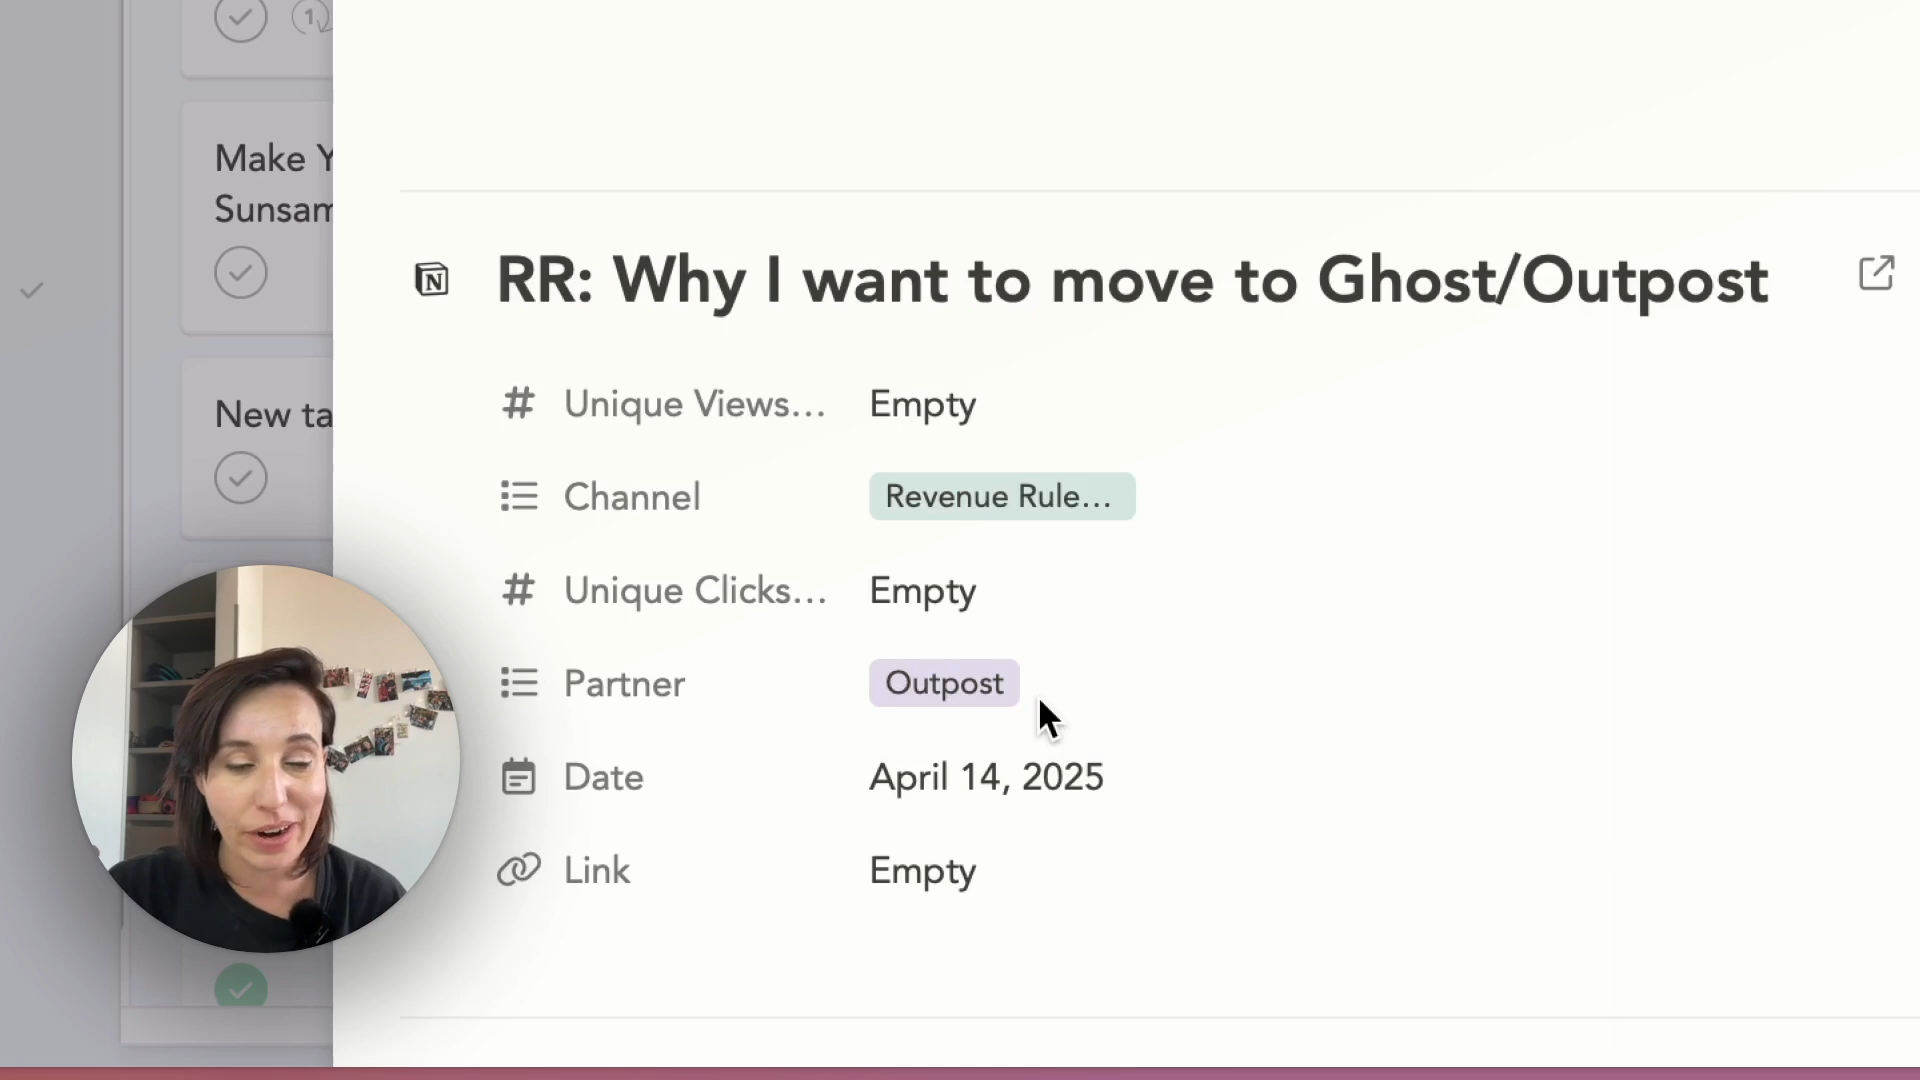 1
Make Y
Sunsam
New ta
N
RR: Why I want to move to Ghost/Outpost
Unique Views... Empty
Channel Revenue Rule...
Unique Clicks... Empty
Partner Outpost
Date April 14, 2025
Link Empty